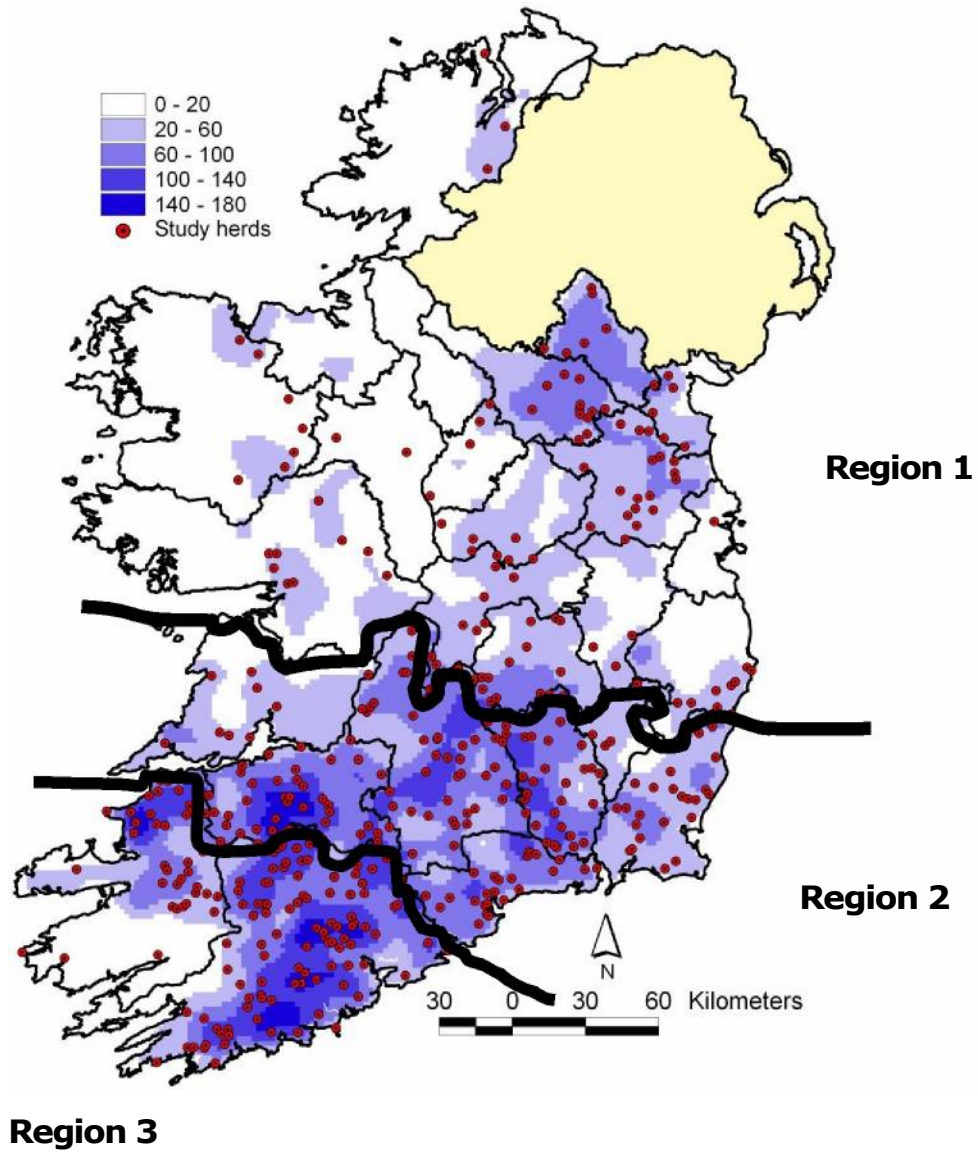 0 - 20
20 - 60
60 - 100
100 - 140
140 - 180
Study herds
Region 1
Region 2
N
30 0 30 60 Kilometers
Region 3